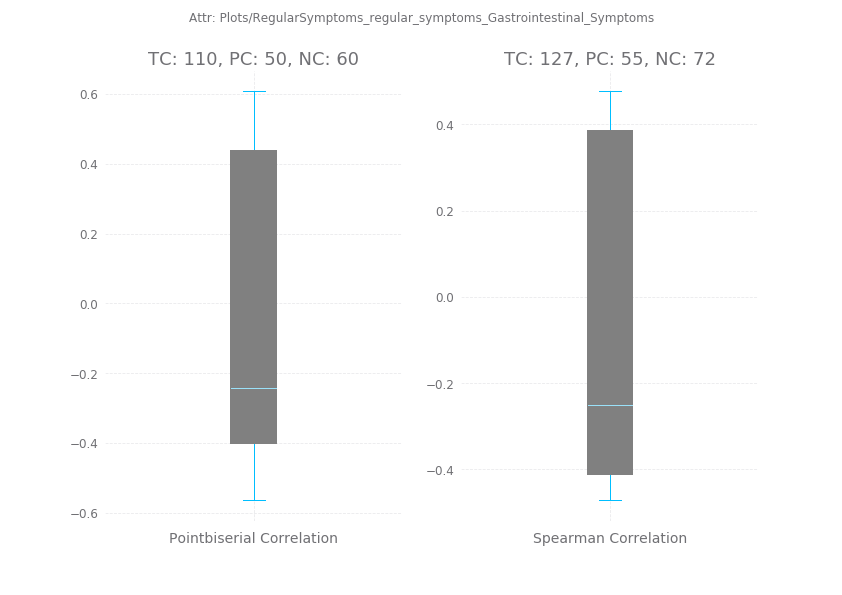 Attr: Plots/RegularSymptoms_regular_symptoms_Gastrointestinal_Symptoms
TC: 110, PC: 50, NC: 60
0.6
0.4
0.2
0.0
−0.2
−0.4
−0.6
Pointbiserial Correlation
TC: 127, PC: 55, NC: 72
0.4
0.2
0.0
−0.2
−0.4
Spearman Correlation